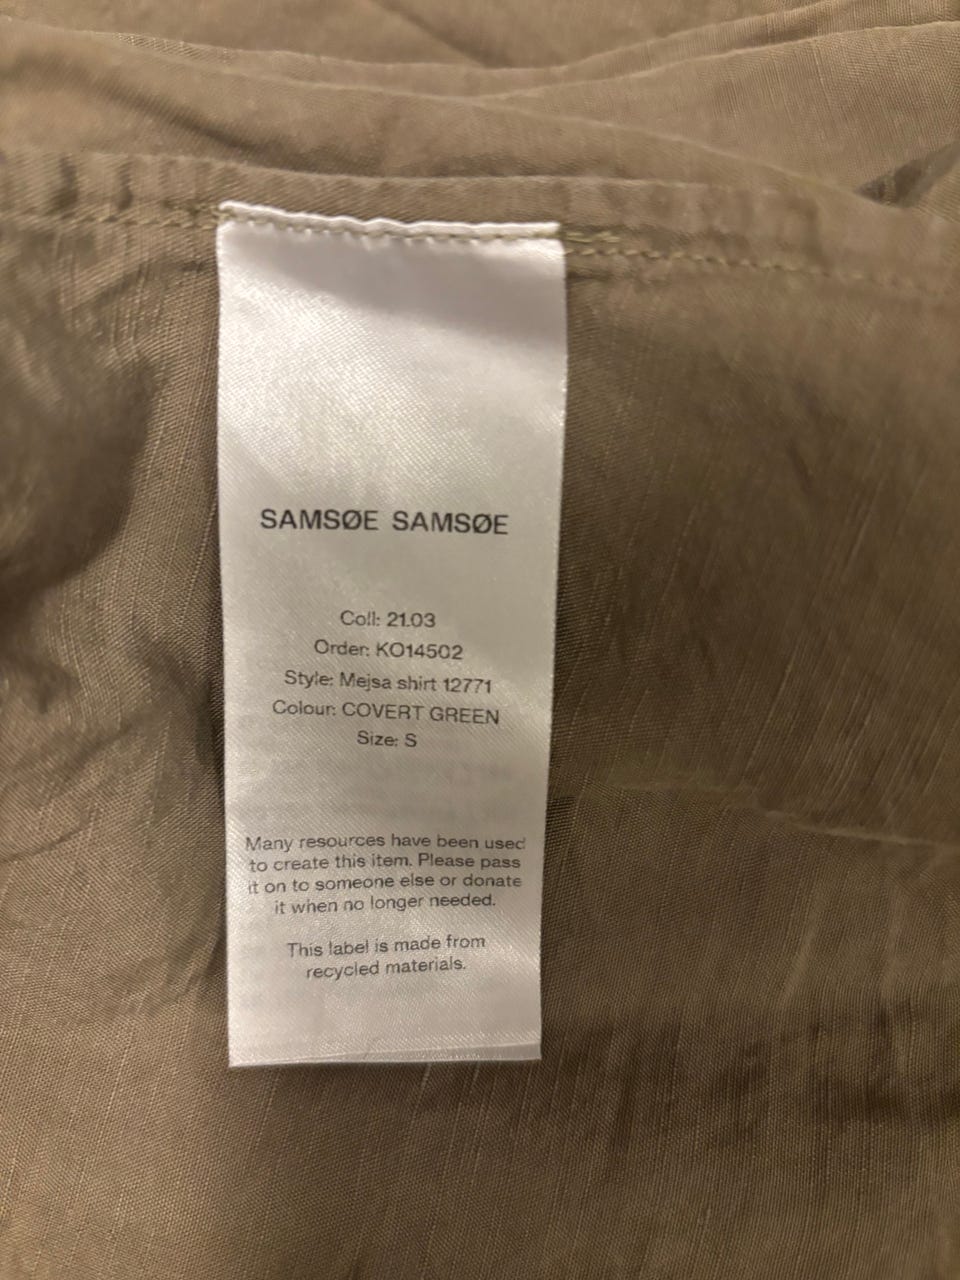 SAMSØE SAMSØE
Coll: 21.03
Order: KO14502
Style: Mejsa shirt 12771
Colour: COVERT GREEN
Size: S
Many resources have been used
to create this item. Please pass
it on to someone else or donate
it when no longer needed.
This label is made from
recycled materials.